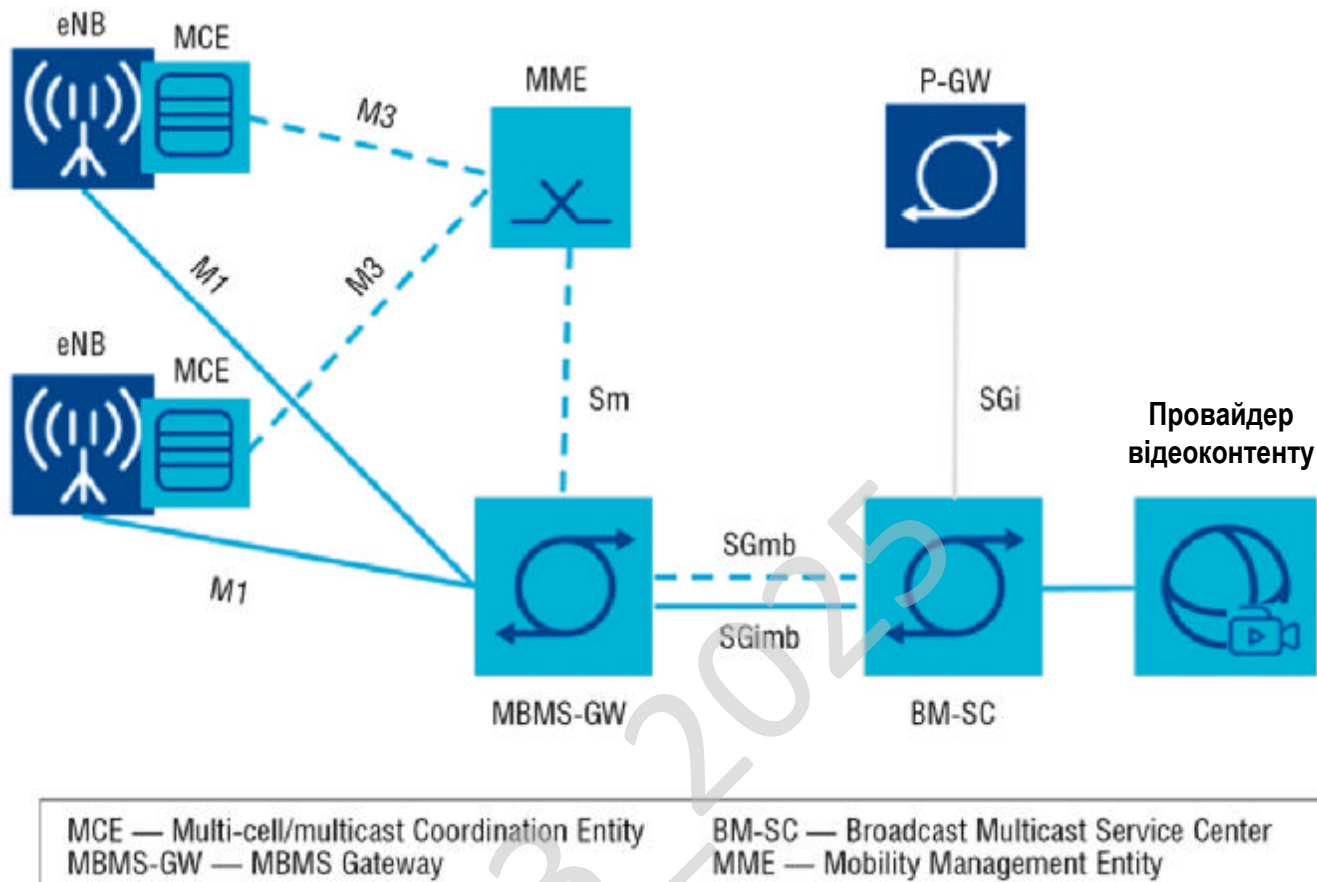 eNB
MCE
MME
P-GW
M3
M1
M3
eNB
MCE
Sm
SGi
Провайдер
відеоконтенту
SGmb
M1
SGimb
MBMS-GW
BM-SC
MCE — Multi-cell/multicast Coordination Entity
BM-SC — Broadcast Multicast Service Center
MBMS-GW — MBMS Gateway
MME — Mobility Management Entity
3_2025